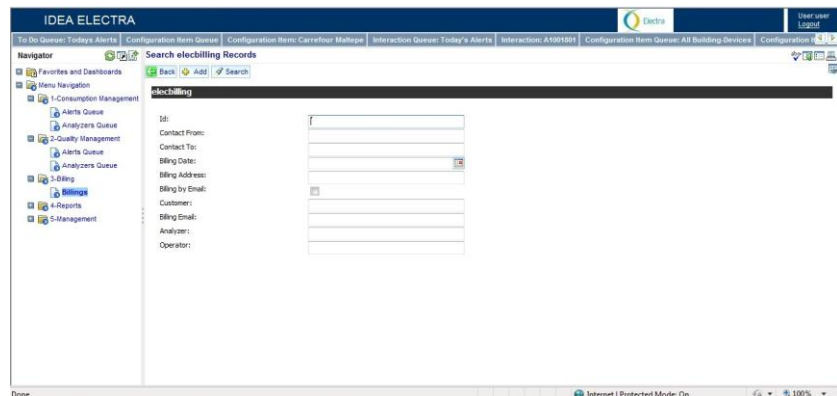 IDEA ELECTRA
Electra
User:user
Logout
To Do Queue: Todays Alerts
Configuration Item Queue
Configuration Item: Carrefour Maltepe
Interaction Queue: Today's Alerts
Interaction: A1001801
Configuration Item Queue: All Building-Devices
Configuration It
Navigator
Favorites and Dashboards
Menu Navigation
1-Consumption Management
Alerts Queue
Analyzers Queue
2-Quality Management
Alerts Queue
Analyzers Queue
3-Billing
Billings
4-Reports
5-Management
Search elecbilling Records
Back Add Search
elecbilling
Id:
Contact From:
Contact To:
Billing Date:
Billing Address:
Billing by Email:
Customer:
Billing Email:
Analyzer:
Operator:
Done
Internet | Protected Mode: On
100%